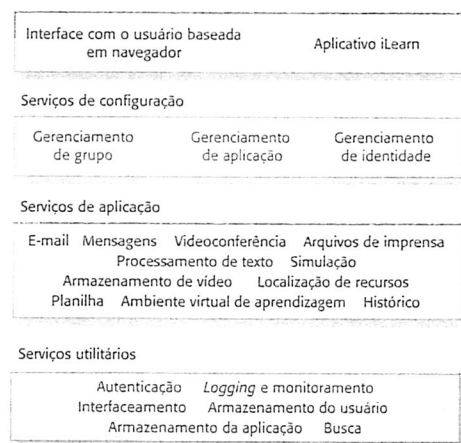 Interface com o usuário baseada
em navegador
Aplicativo iLearn
Serviços de configuração
Gerenciamento
de grupo
Gerenciamento
de aplicação
Gerenciamento
de identidade
Serviços de aplicação
E-mail Mensagens Videoconferência Arquivos de imprensa
Processamento de texto Simulação
Armazenamento de vídeo Localização de recursos
Planilha Ambiente virtual de aprendizagem Histórico
Serviços utilitários
Autenticação Logging e monitoramento
Interfaceamento Armazenamento do usuário
Armazenamento da aplicação Busca